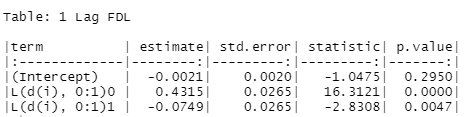 Table: 1 Lag FDL
|term          | estimate| std.error| statistic| p.value|
|:-------------|--------:|---------:|---------:|-------:|
|(Intercept)   |  -0.0021|    0.0020|   -1.0475|  0.2950|
|L(d(i), 0:1)0 |   0.4315|    0.0265|   16.3121|  0.0000|
|L(d(i), 0:1)1 |  -0.0749|    0.0265|   -2.8308|  0.0047|